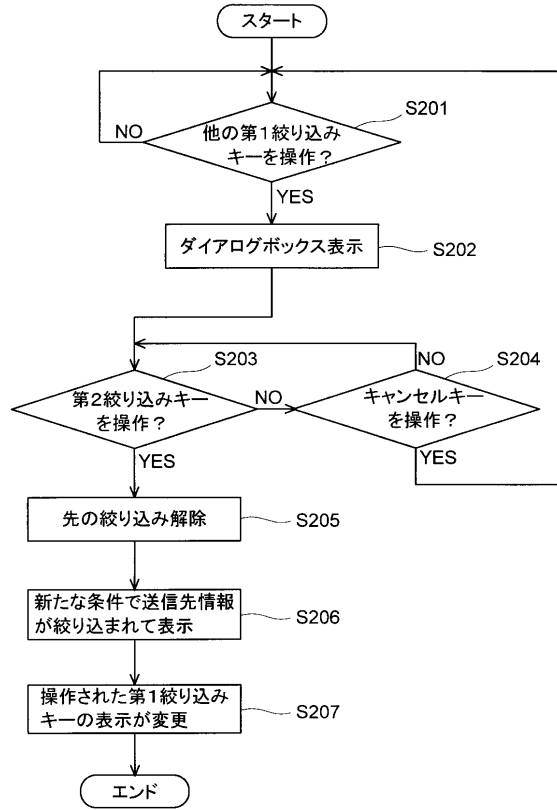 スタート
S201
NO
他の第1絞り込み
キーを操作？
YES
ダイアログボックス表示
S202
S203
NO
S204
第2絞り込みキー
を操作？
NO
キャンセルキー
を操作？
YES
YES
先の絞り込み解除
S205
新たな条件で送信先情報
が絞り込まれて表示
S206
操作された第1絞り込み
キーの表示が変更
S207
エンド